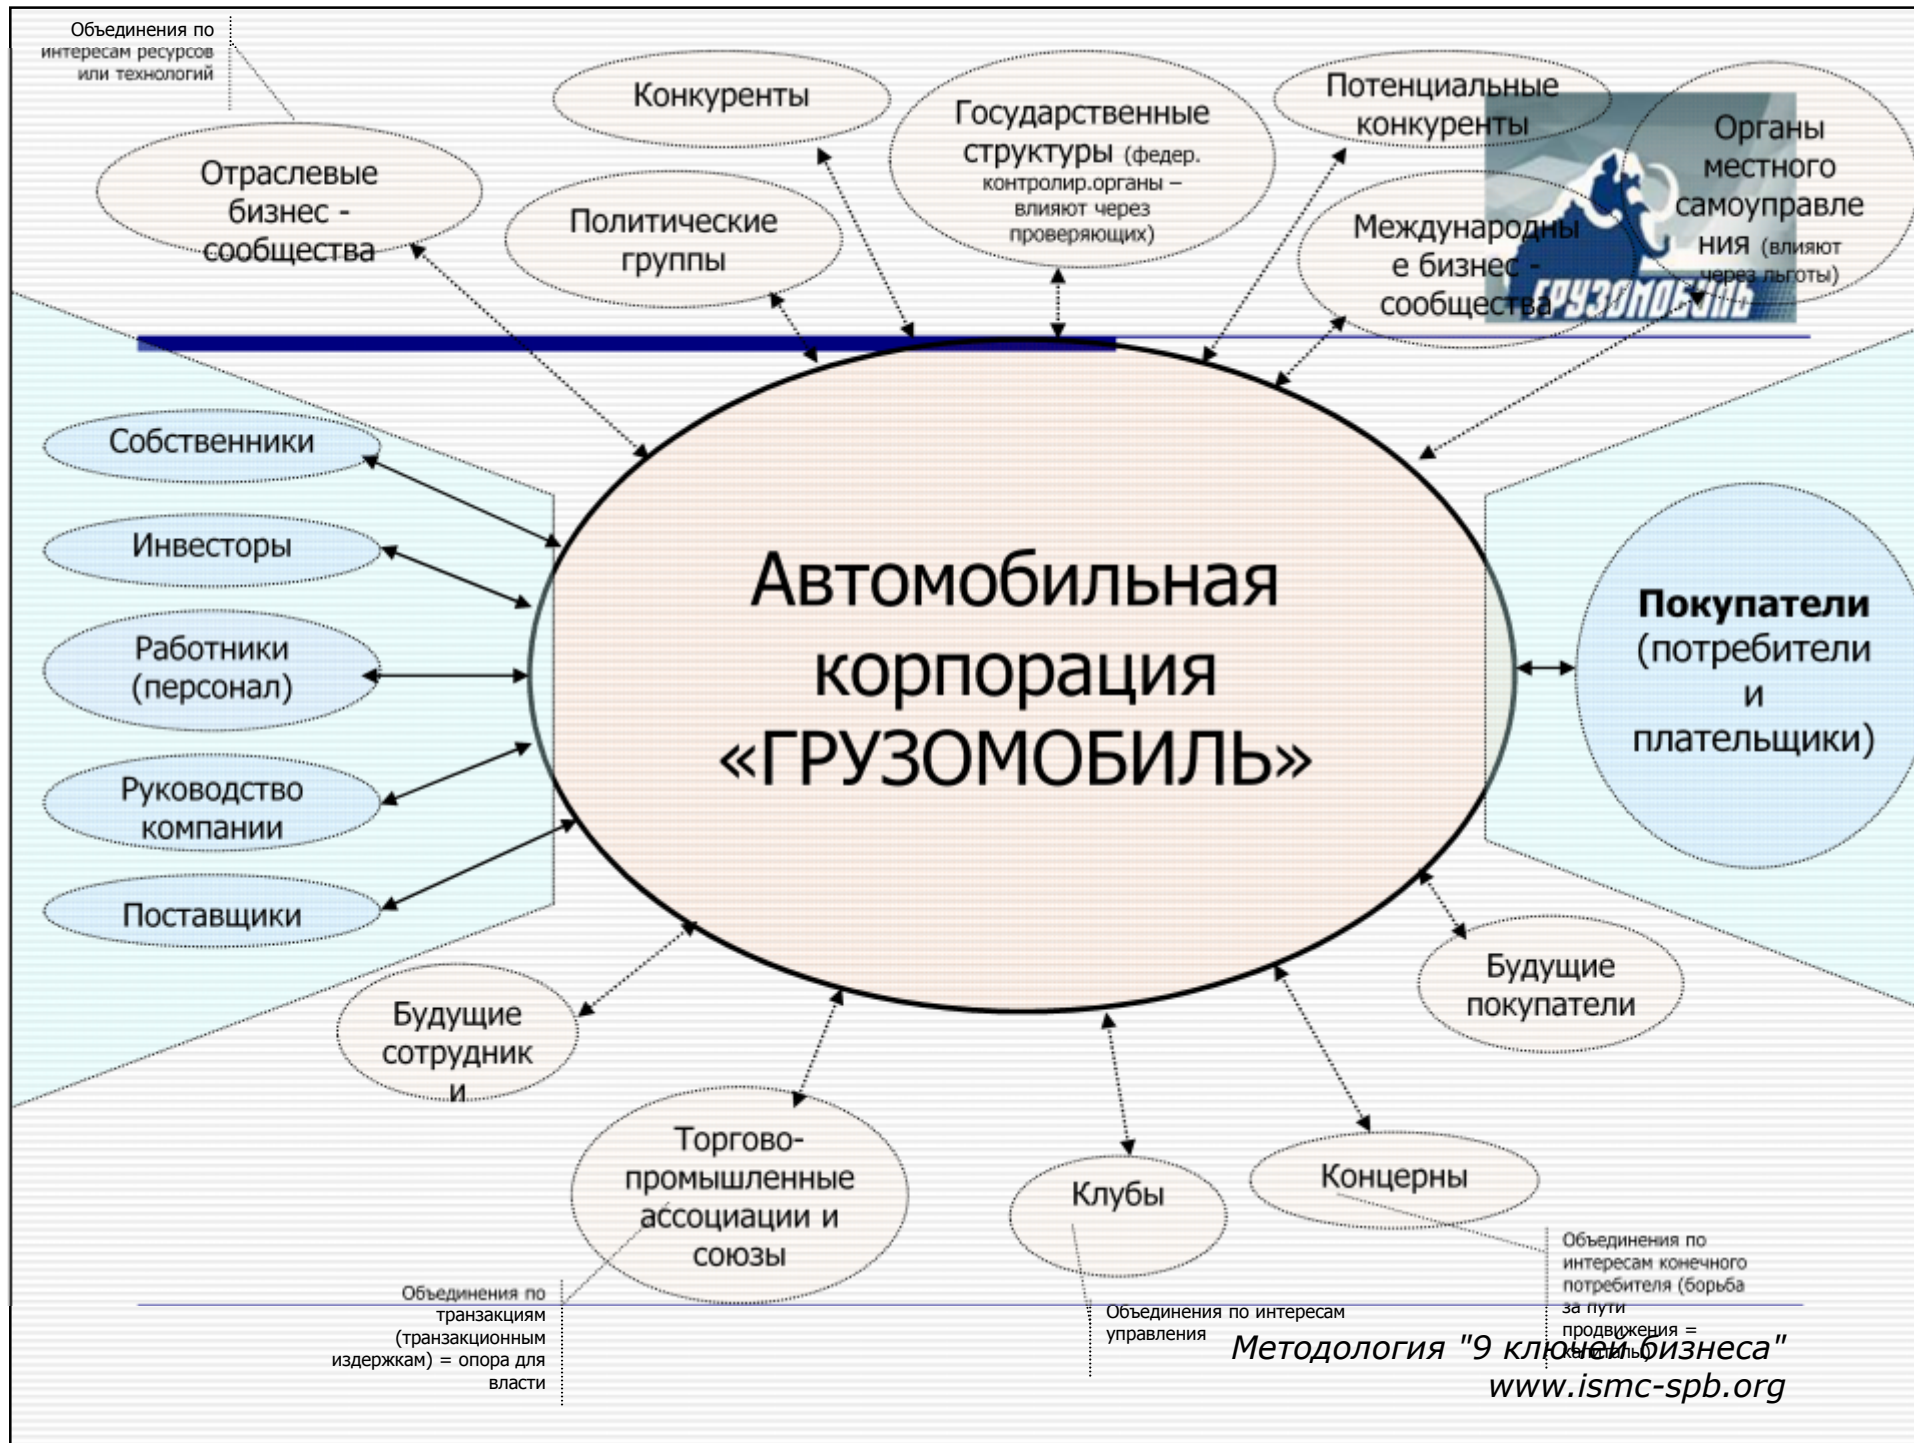 Объединения по
интересам ресурсов
или технологий
Конкуренты
Государственные
структуры (федер.
контролир.органы –
влияют через
проверяющих)
Потенциальные
конкуренты
Органы
местного
самоуправле
ния (влияют
через льготы)
Отраслевые
бизнес -
сообщества
Политические
группы
Международны
е бизнес -
сообщества
ГРУЗОМОБИЛЬ
Собственники
Инвесторы
Работники
(персонал)
Руководство
компании
Поставщики
Автомобильная
корпорация
«ГРУЗОМОБИЛЬ»
Покупатели
(потребители
и
плательщики)
Будущие
сотрудник
и
Будущие
покупатели
Торгово-
промышленные
ассоциации и
союзы
Клубы
Концерны
Объединения по
транзакциям
(транзакционным
издержкам) = опора для
власти
Объединения по интересам
управления
Объединения по
интересам конечного
потребителя (борьба
за пути
продвижения =
капиталы)
Методология "9 ключей бизнеса"
www.ismc-spb.org